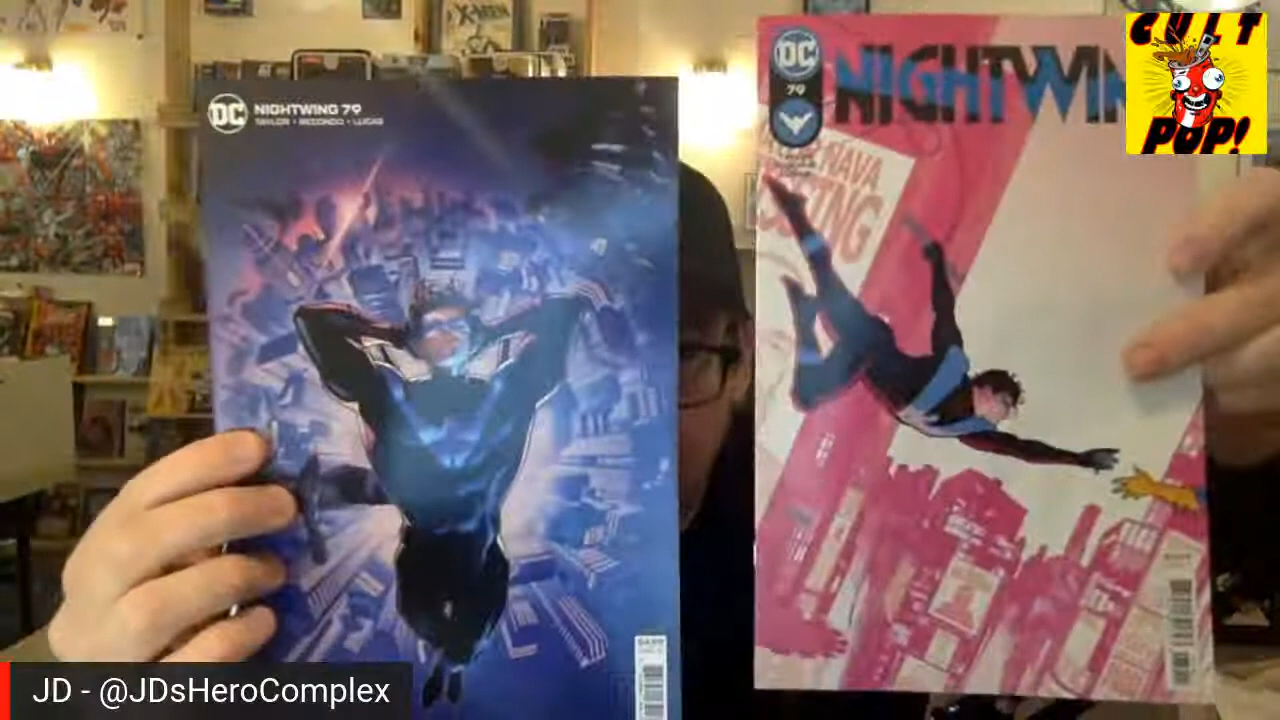 DC
NIGHTWING 79
TAYLOR • REDONDO • LUCAS
DC
79
NIGHTWIN
CULT
POP!
JD - @JDsHeroComplex